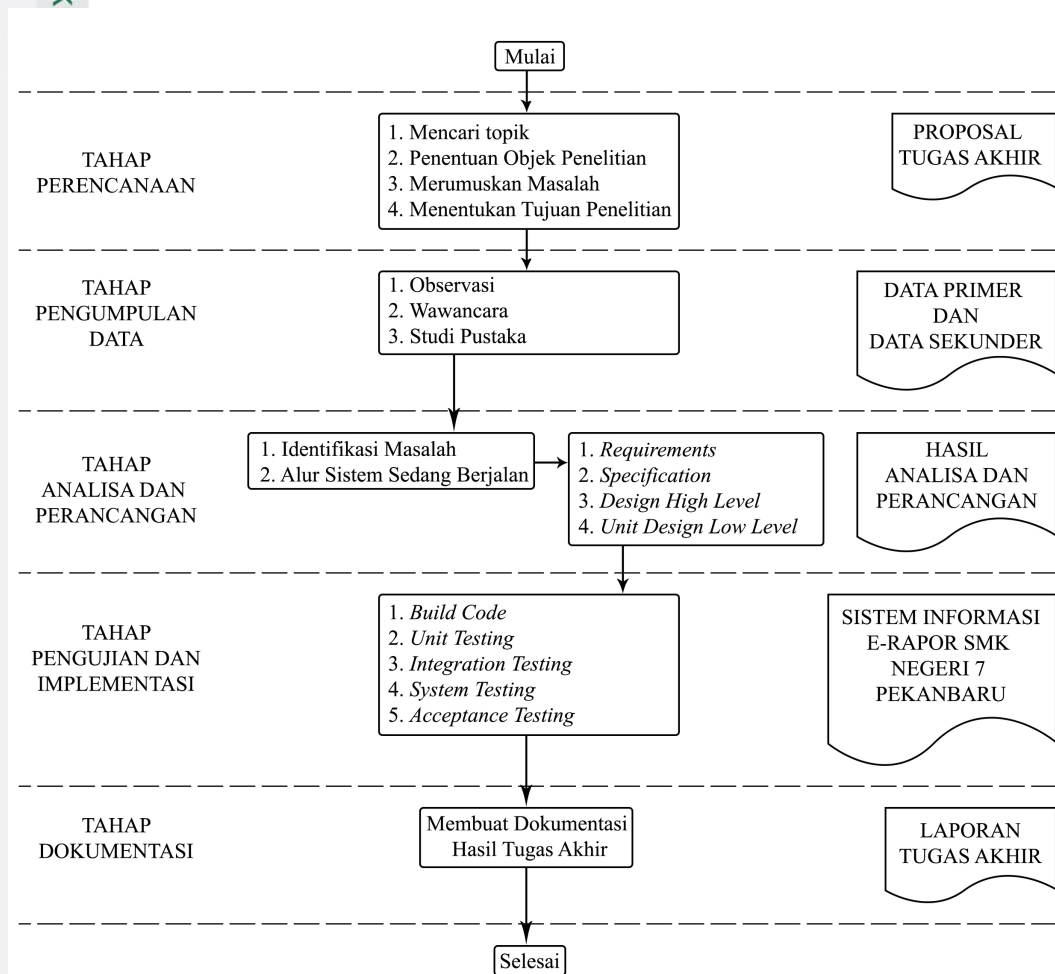 Mulai
TAHAP
PERENCANAAN
1. Mencari topik
2. Penentuan Objek Penelitian
3. Merumuskan Masalah
4. Menentukan Tujuan Penelitian
PROPOSAL
TUGAS AKHIR
TAHAP
PENGUMPULAN
DATA
1. Observasi
2. Wawancara
3. Studi Pustaka
DATA PRIMER
DAN
DATA SEKUNDER
TAHAP
ANALISA DAN
PERANCANGAN
1. Identifikasi Masalah
2. Alur Sistem Sedang Berjalan
1. Requirements
2. Specification
3. Design High Level
4. Unit Design Low Level
HASIL
ANALISA DAN
PERANCANGAN
TAHAP
PENGUJIAN DAN
IMPLEMENTASI
1. Build Code
2. Unit Testing
3. Integration Testing
4. System Testing
5. Acceptance Testing
SISTEM INFORMASI
E-RAPOR SMK
NEGERI 7
PEKANBARU
TAHAP
DOKUMENTASI
Membuat Dokumentasi
Hasil Tugas Akhir
LAPORAN
TUGAS AKHIR
Selesai